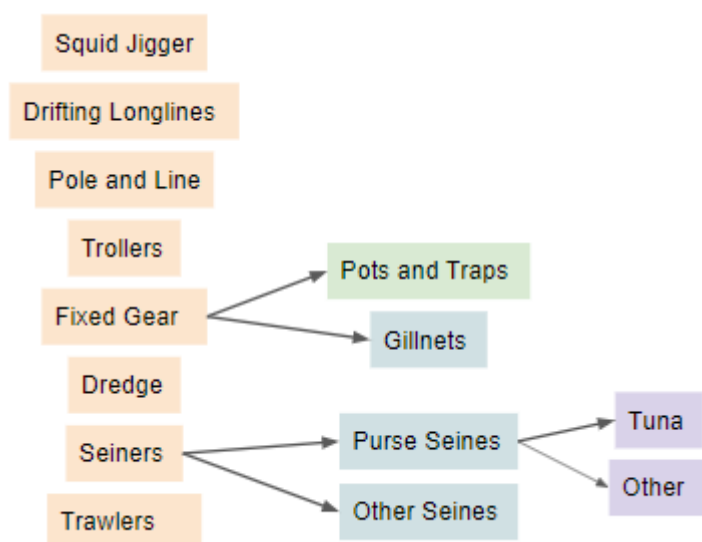 Squid Jigger
Drifting Longlines
Pole and Line
Trollers
Fixed Gear
Pots and Traps
Gillnets
Dredge
Seiners
Purse Seines
Tuna
Other
Other Seines
Trawlers